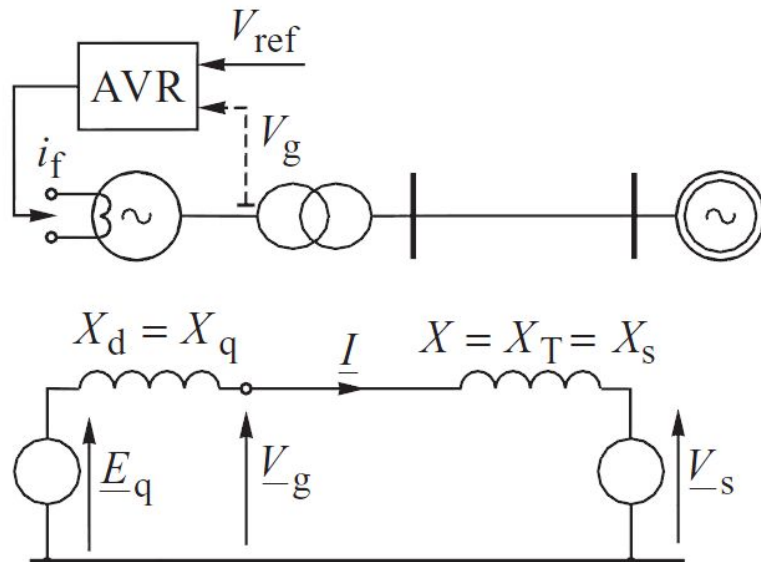 V_ref
AVR
V_g
i_f
~ ~
X_d = X_q I X = X_T = X_s
E_q V_g V_s